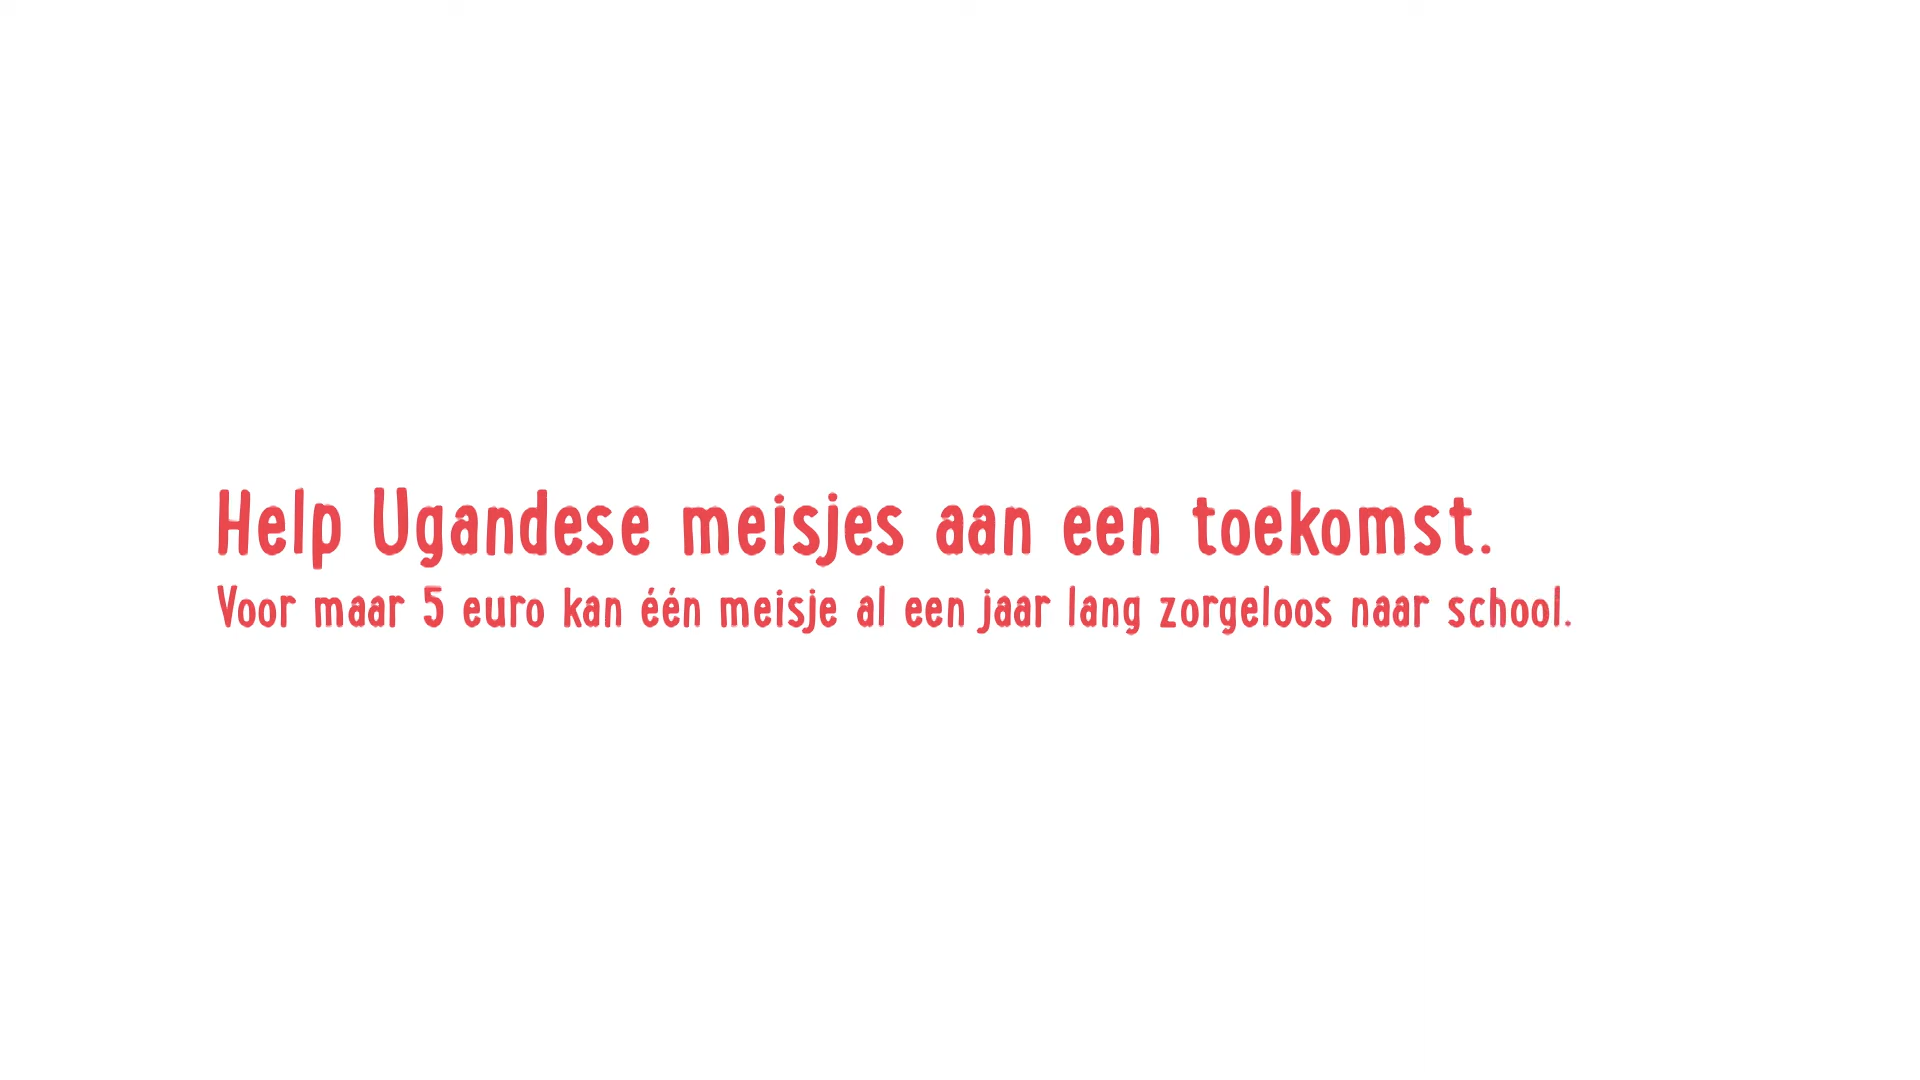 Help Ugandese meisjes aan een toekomst.
Voor maar 5 euro kan één meisje al een jaar lang zorgeloos naar school.